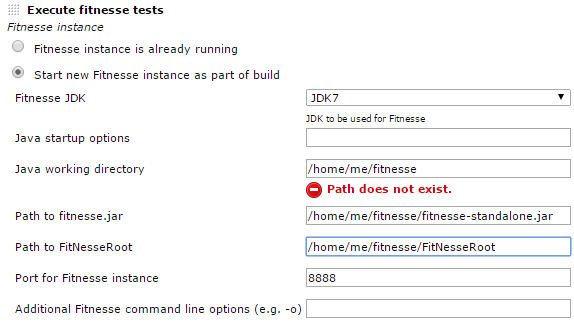 Execute fitnesse tests
Fitnesse instance
Fitnesse instance is already running
Start new Fitnesse instance as part of build
Fitnesse JDK JDK7
JDK to be used for Fitnesse
Java startup options
Java working directory /home/me/fitnesse
Path does not exist.
Path to fitnesse.jar /home/me/fitnesse/fitnesse-standalone.jar
Path to FitNesseRoot /home/me/fitnesse/FitNesseRoot
Port for Fitnesse instance 8888
Additional Fitnesse command line options (e.g. -o)